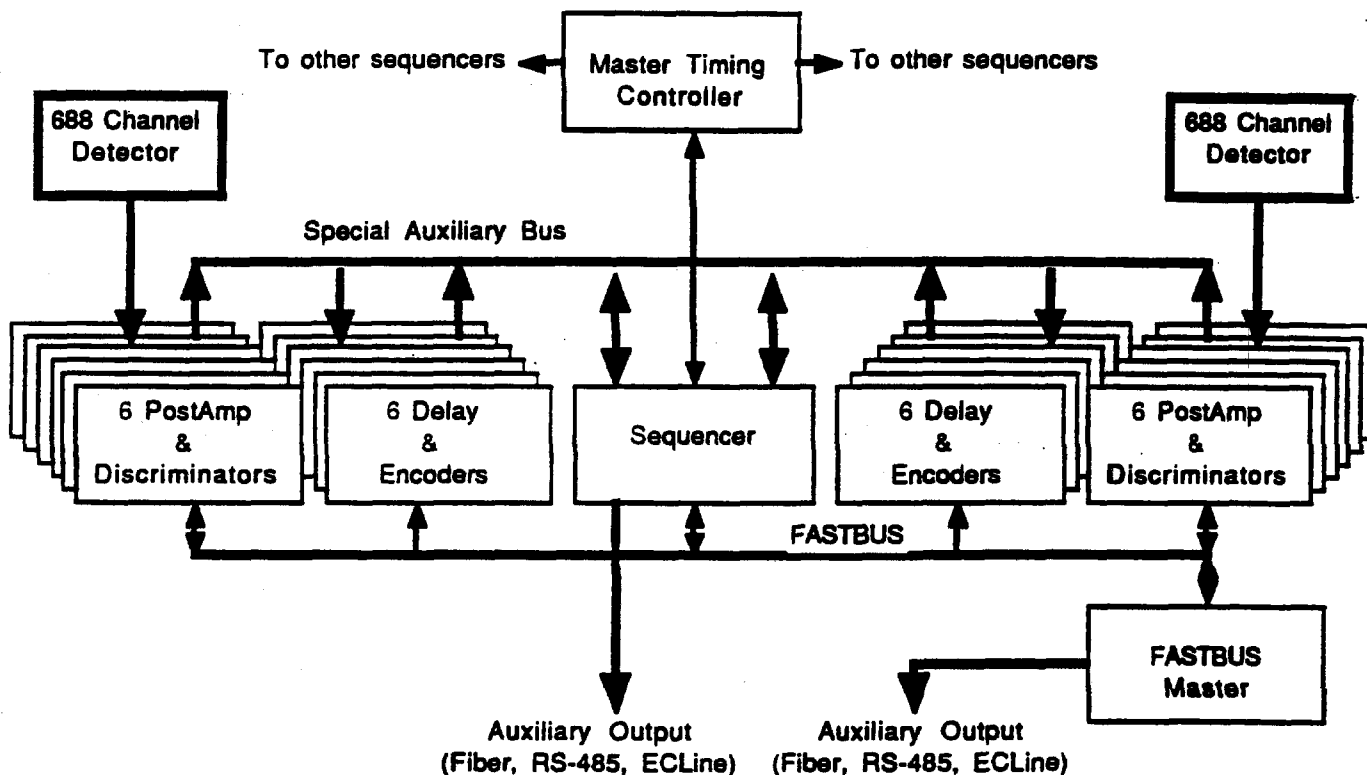 To other sequencers
Master Timing
Controller
To other sequencers
688 Channel
Detector
688 Channel
Detector
Special Auxiliary Bus
6 PostAmp
&
Discriminators
6 Delay
&
Encoders
Sequencer
6 Delay
&
Encoders
6 PostAmp
&
Discriminators
FASTBUS
FASTBUS
Master
Auxiliary Output
(Fiber, RS-485, ECLine)
Auxiliary Output
(Fiber, RS-485, ECLine)